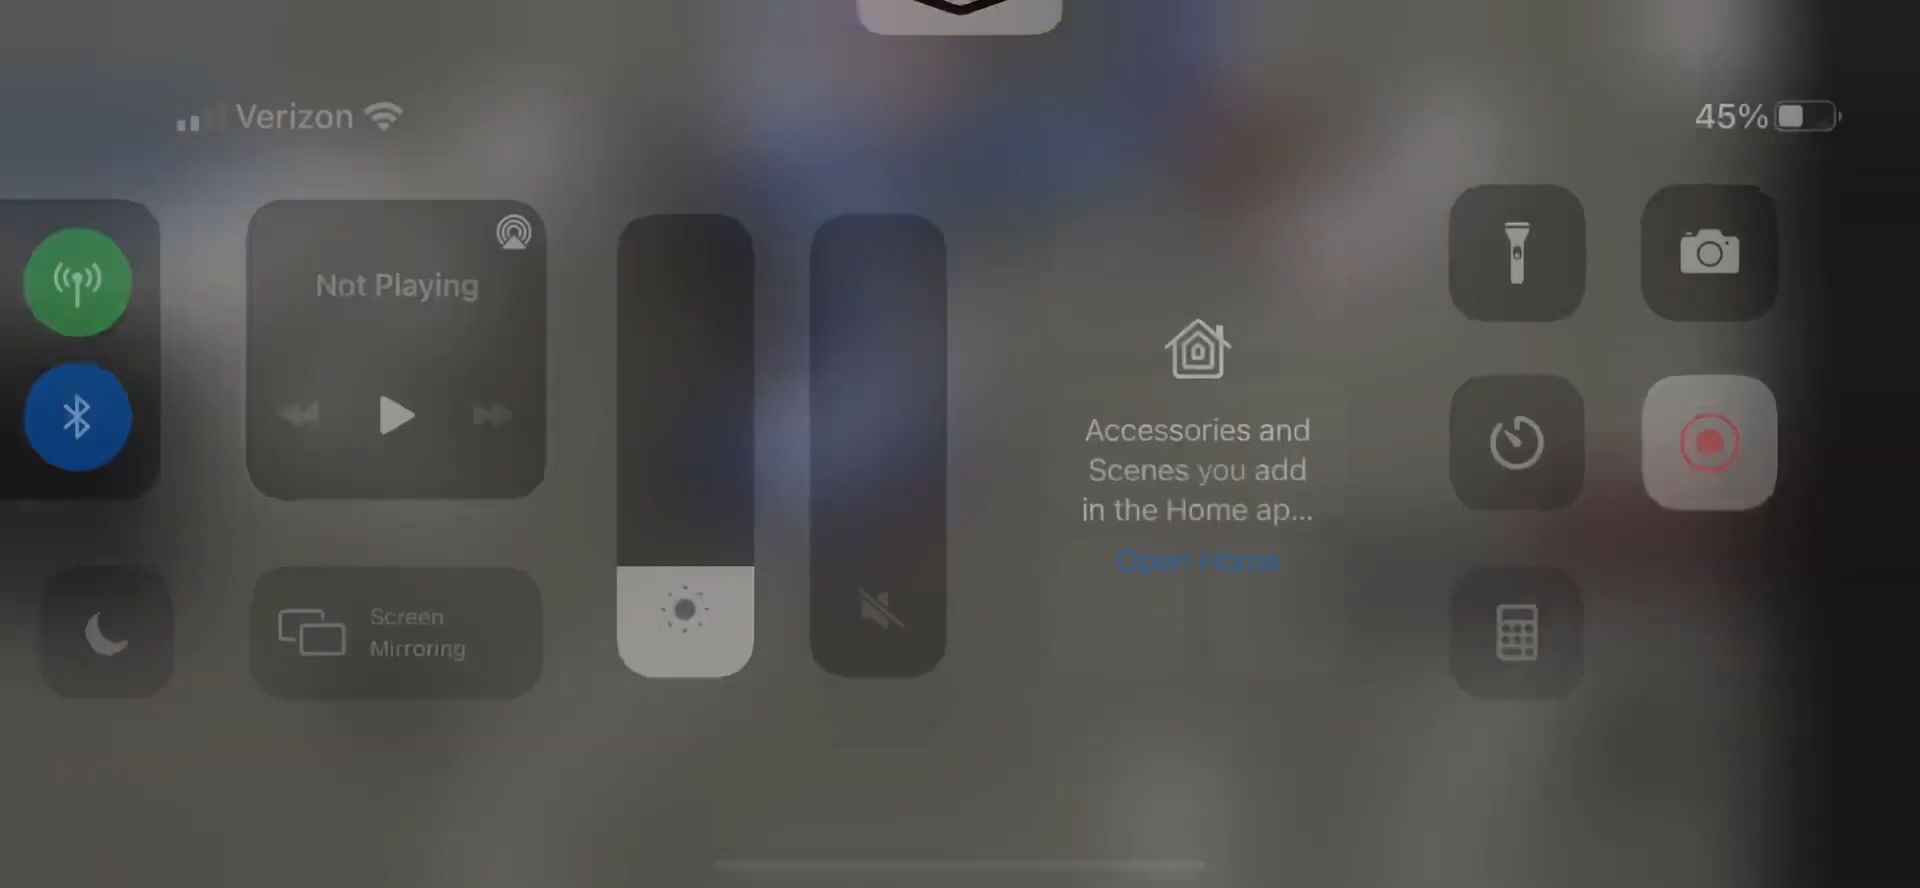 Verizon
45%
Not Playing
Accessories and
Scenes you add
in the Home ap...
Open Home
Screen
Mirroring